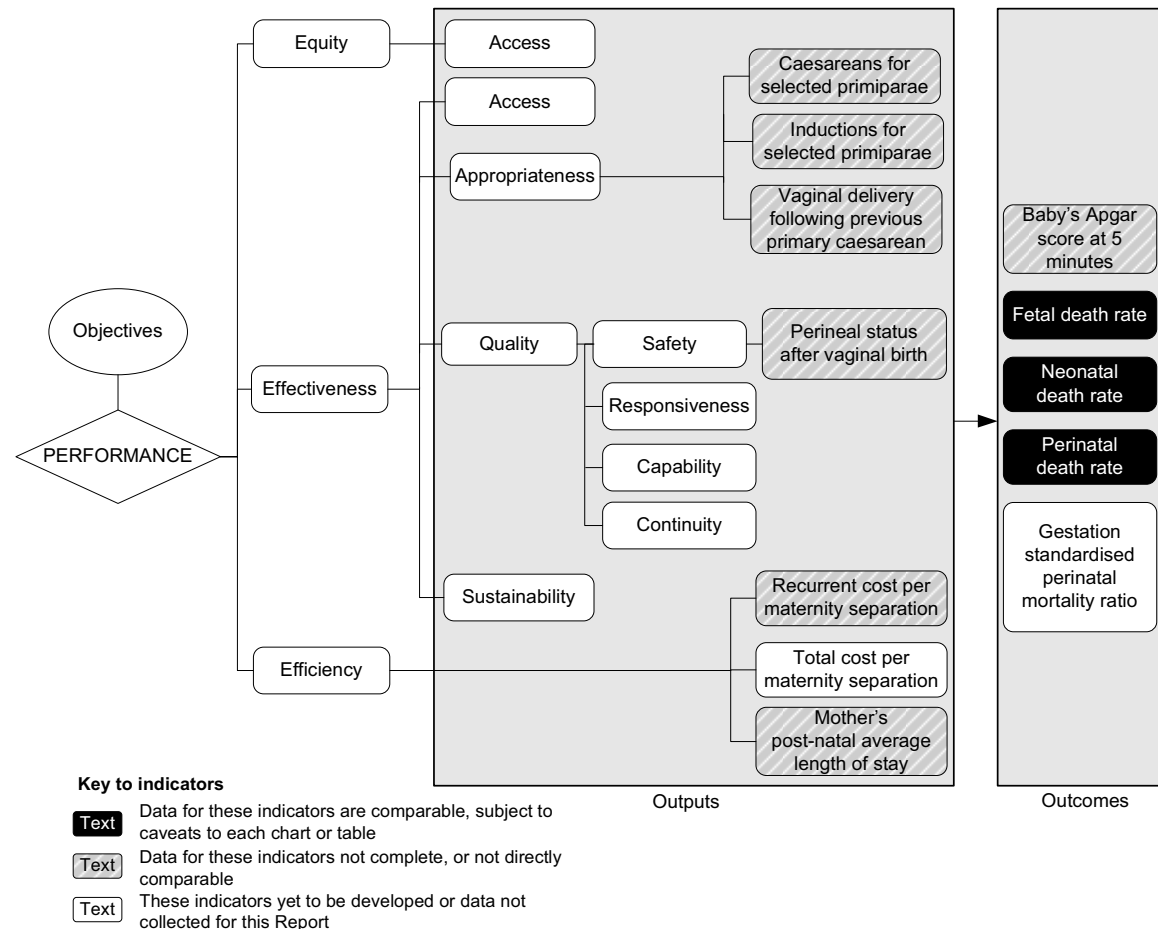 Equity
Access
Access
Caesareans for
selected primiparae
Inductions for
selected primiparae
Appropriateness
Vaginal delivery
following previous
primary caesarean
Baby's Apgar
score at 5
minutes
Objectives
Fetal death rate
Quality
Safety
Perineal status
after vaginal birth
Effectiveness
Neonatal
death rate
Responsiveness
PERFORMANCE
Perinatal
death rate
Capability
Continuity
Gestation
standardised
perinatal
mortality ratio
Sustainability
Recurrent cost per
maternity separation
Efficiency
Total cost per
maternity separation
Mother's
post-natal average
length of stay
Outputs
Outcomes
Key to indicators
Text
Data for these indicators are comparable, subject to
caveats to each chart or table
Text
Data for these indicators not complete, or not directly
comparable
Text
These indicators yet to be developed or data not
collected for this Report